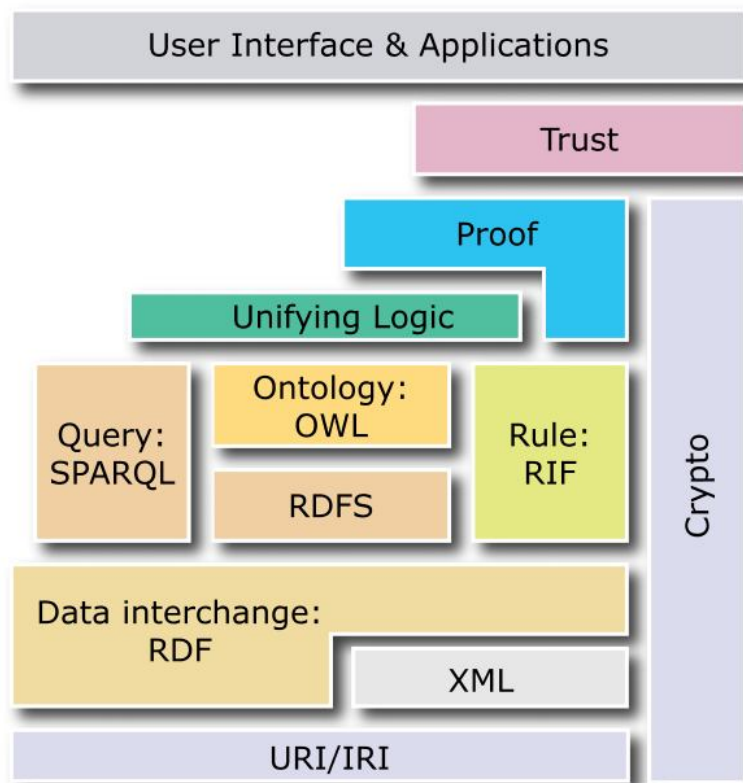 User Interface & Applications
Trust
Proof
Unifying Logic
Query:
SPARQL
Ontology:
OWL
Rule:
RIF
RDFS
Crypto
Data interchange:
RDF
XML
URI/IRI